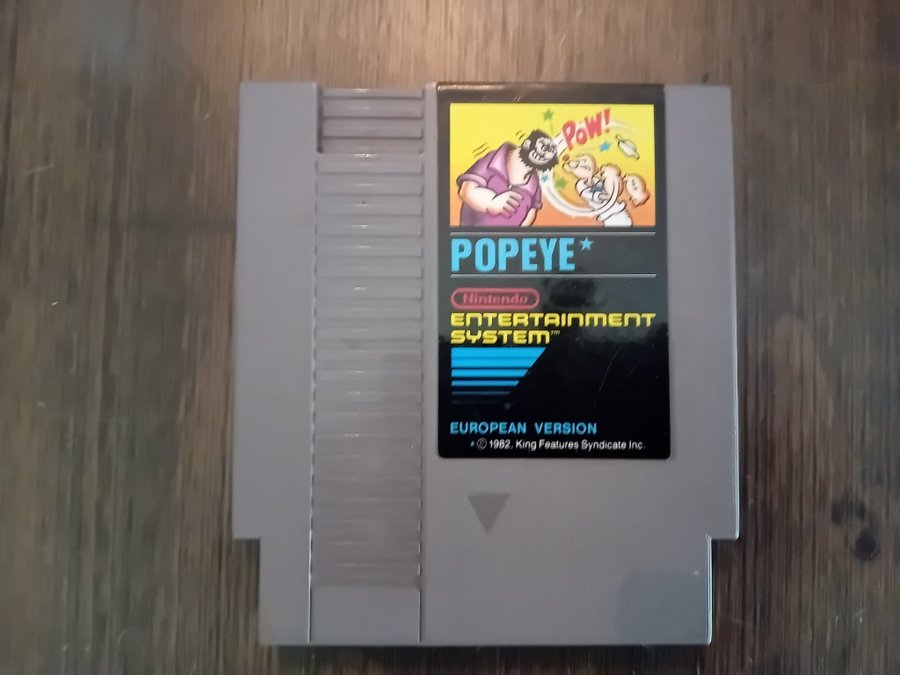 POW!
POPEYE*
Nintendo
ENTERTAINMENT
SYSTEM™
EUROPEAN VERSION
* © 1982. King Features Syndicate Inc.